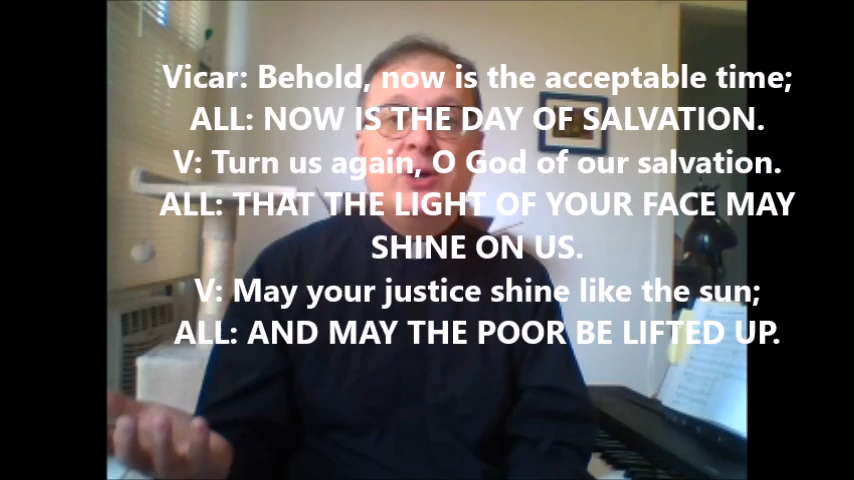 Vicar: Behold, now is the acceptable time;
ALL: NOW IS THE DAY OF SALVATION.
V: Turn us again, O God of our salvation.
ALL: THAT THE LIGHT OF YOUR FACE MAY
SHINE ON US.
V: May your justice shine like the sun;
ALL: AND MAY THE POOR BE LIFTED UP.